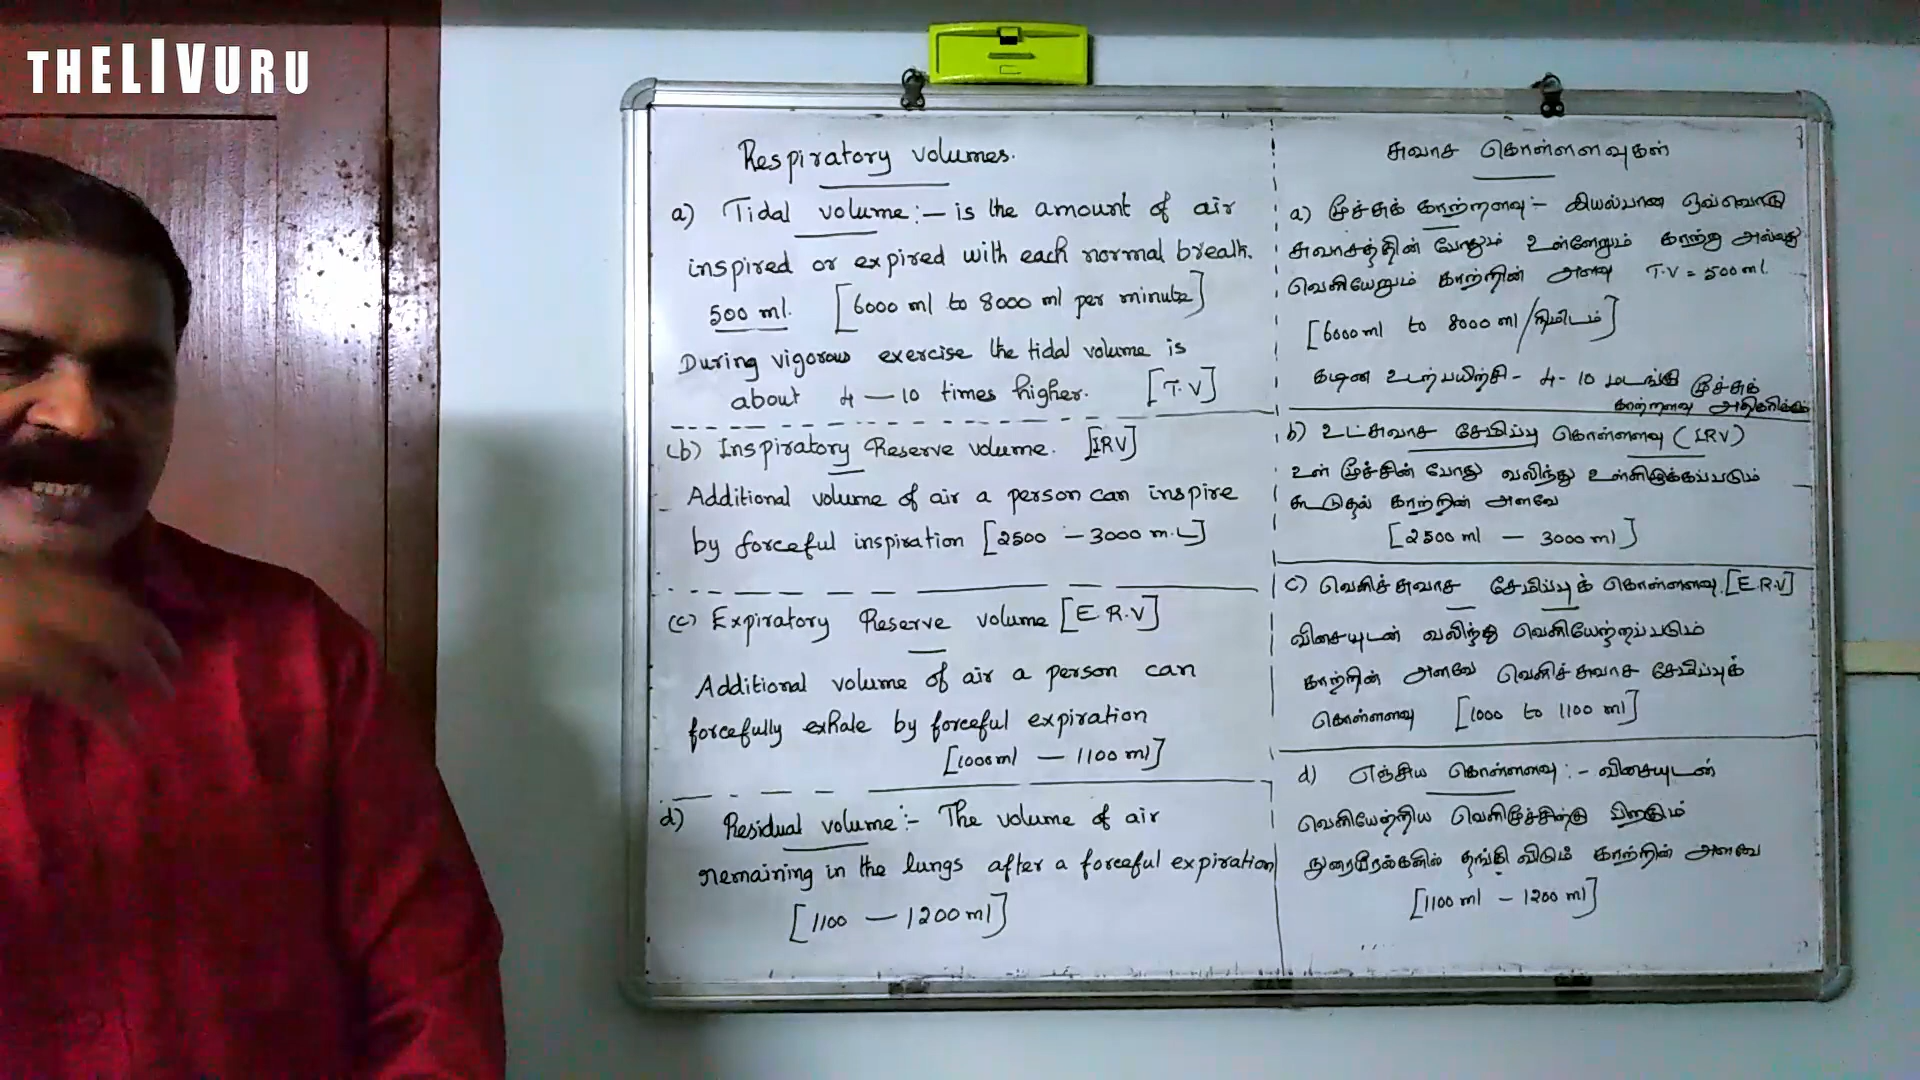 THELIVURU
Respiratory volumes.
a) Tidal volume:– is the amount of air
inspired or expired with each normal breath.
500 ml. [6000 ml to 8000 ml per minute]
During vigorous exercise the tidal volume is
about 4 — 10 times higher. [T.V]
(b) Inspiratory Reserve volume. [IRV]
Additional volume of air a person can inspire
by forceful inspiration [2500 – 3000 m.L]
(c) Expiratory Reserve volume [E.R.V]
Additional volume of air a person can
forcefully exhale by forceful expiration
[1000ml — 1100 ml]
d) Residual volume:– The volume of air
remaining in the lungs after a forceful expiration
[1100 — 1200 ml]
சுவாச கொள்ளளவுகள்
a) மூச்சுக் காற்றளவு:– இயல்பான ஒவ்வொரு
சுவாசத்தின் போதும் உள்ளேறும் காற்று அல்லது
வெளியேறும் காற்றின் அளவு T.V = 500 ml.
[6000 ml to 8000 ml/நிமிடம்]
கடின உடற்பயிற்சி – 4-10 மடங்கு மூச்சுக்
காற்றளவு அதிகரிக்கும்
b) உட்சுவாச சேமிப்பு கொள்ளளவு (IRV)
உள் மூச்சின் போது வலிந்து உள்ளிழுக்கப்படும்
கூடுதல் காற்றின் அளவே
[2500 ml — 3000 ml]
c) வெளிச்சுவாச சேமிப்புக் கொள்ளளவு. [E.R.V]
விசையுடன் வலிந்து வெளியேற்றப்படும்
காற்றின் அளவே வெளிச்சுவாச சேமிப்புக்
கொள்ளளவு [1000 to 1100 ml]
d) எஞ்சிய கொள்ளளவு:– விசையுடன்
வெளியேற்றிய வெளிமூச்சிற்கு பிறகும்
நுரையீரல்களில் தங்கி விடும் காற்றின் அளவே
[1100 ml – 1200 ml]